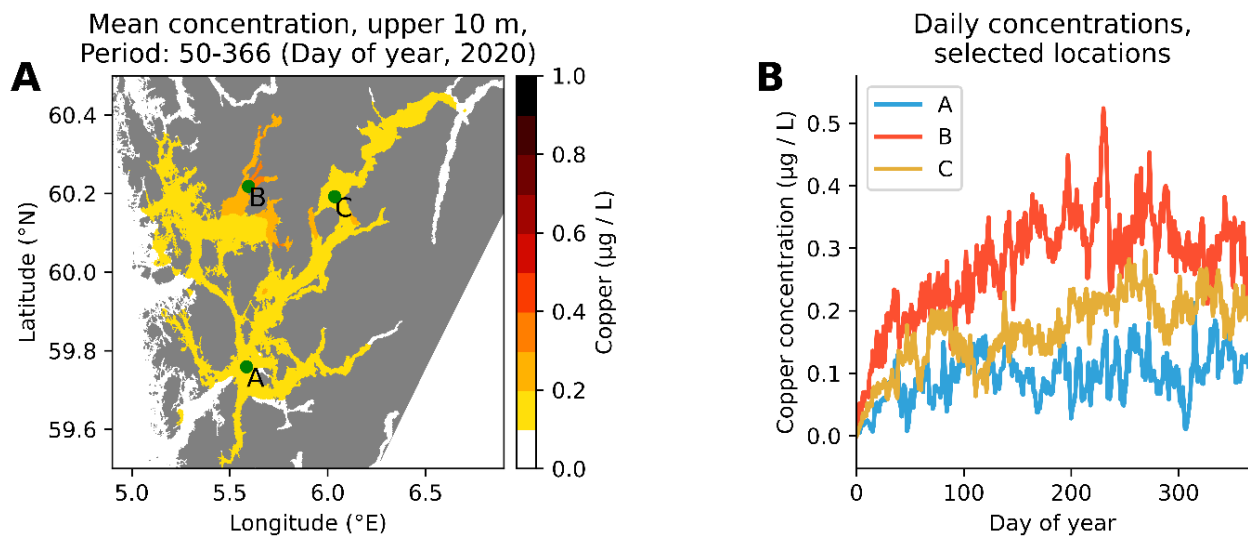 A
Mean concentration, upper 10 m,
Period: 50-366 (Day of year, 2020)
60.4
60.2
60.0
59.8
59.6
Latitude (°N)
5.0 5.5 6.0 6.5
Longitude (°E)
B
C
A
1.0
0.8
0.6
0.4
0.2
0.0
Copper (µg / L)
B
Daily concentrations,
selected locations
A
B
C
0.5
0.4
0.3
0.2
0.1
0.0
Copper concentration (µg / L)
0 100 200 300
Day of year